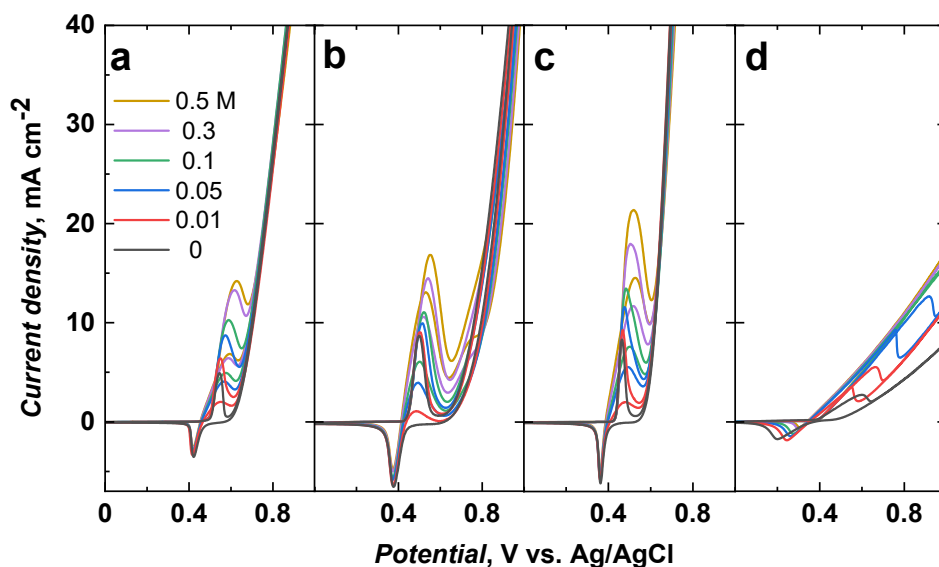 Current density, mA cm⁻²
40
30
20
10
0
a
b
c
d
0.5 M
0.3
0.1
0.05
0.01
0
0 0.4 0.8 0.4 0.8 0.4 0.8 0.4 0.8
Potential, V vs. Ag/AgCl